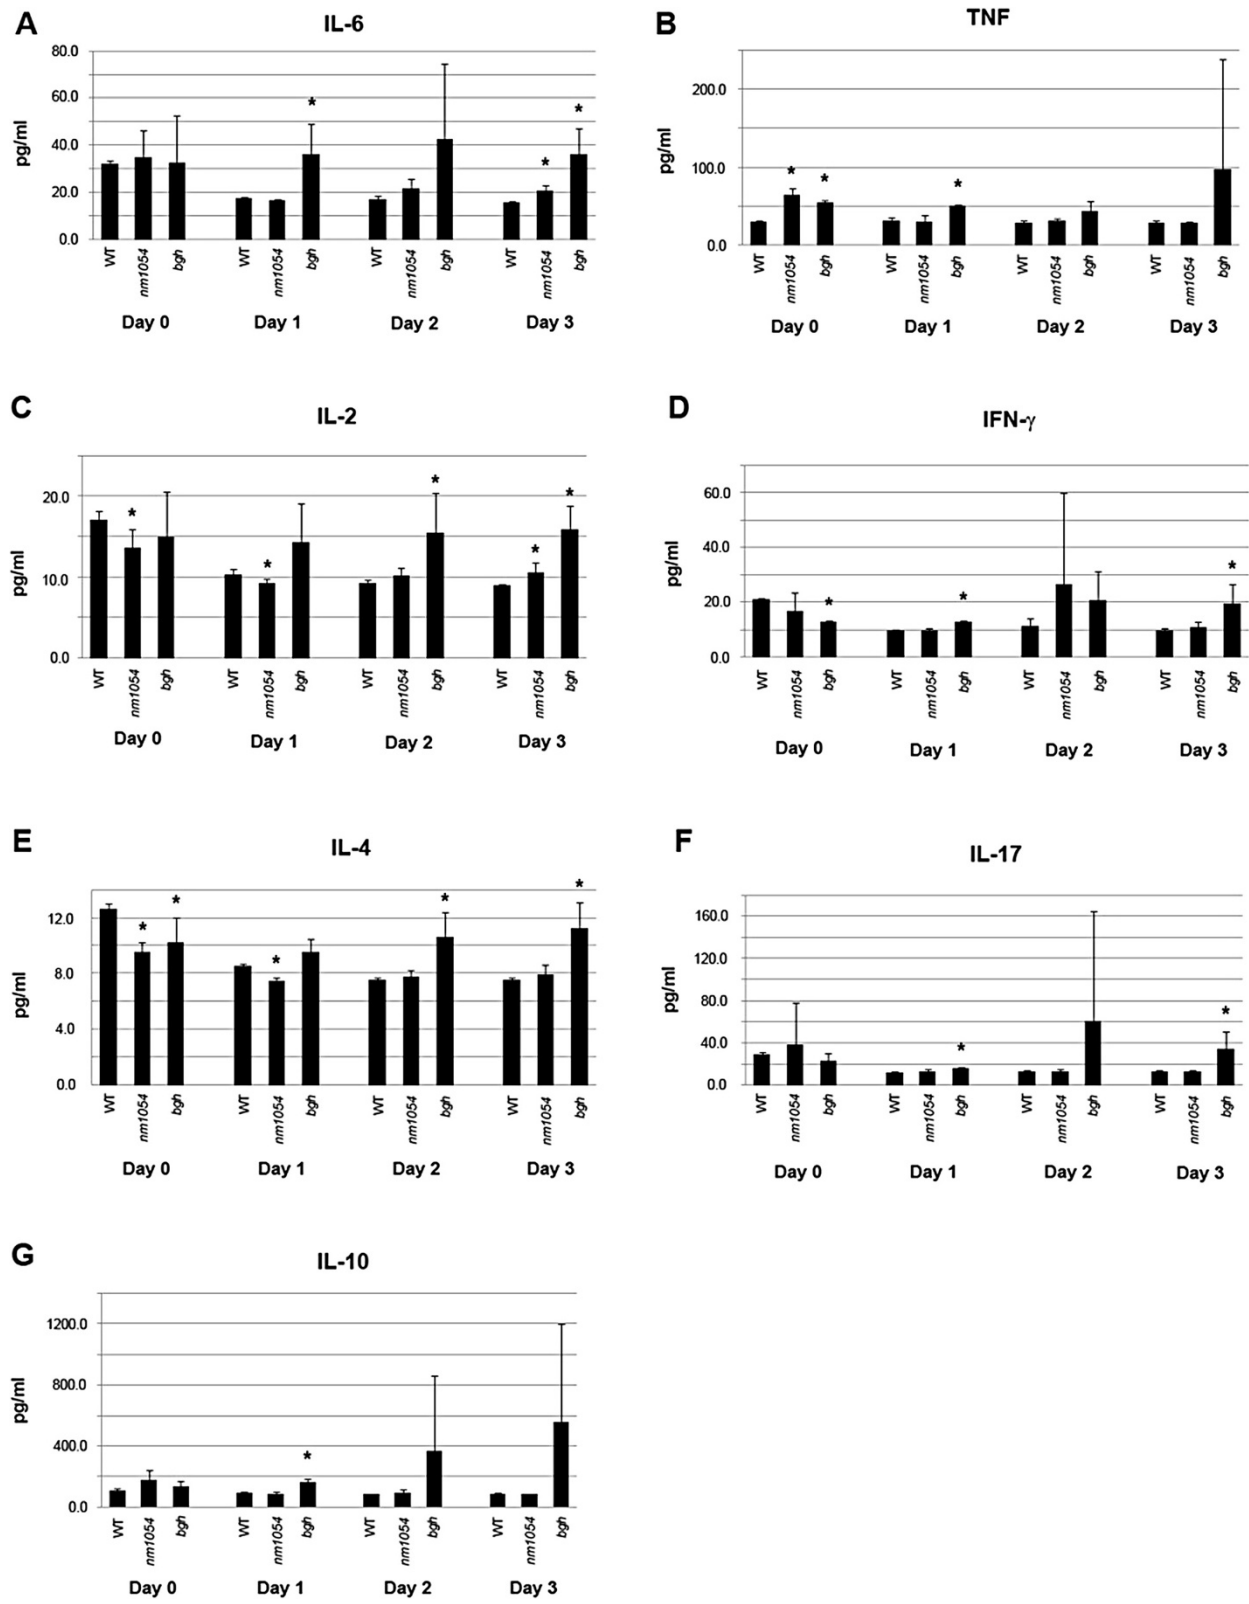 A
IL-6
80.0
60.0
40.0
20.0
0.0
pg/ml
*
*
*
WT
nm1054
bgh
WT
nm1054
bgh
WT
nm1054
bgh
WT
nm1054
bgh
Day 0
Day 1
Day 2
Day 3
B
TNF
200.0
100.0
0.0
pg/ml
*
*
*
WT
nm1054
bgh
WT
nm1054
bgh
WT
nm1054
bgh
WT
nm1054
bgh
Day 0
Day 1
Day 2
Day 3
C
IL-2
20.0
10.0
0.0
pg/ml
*
*
*
*
*
WT
nm1054
bgh
WT
nm1054
bgh
WT
nm1054
bgh
WT
nm1054
bgh
Day 0
Day 1
Day 2
Day 3
D
IFN-γ
60.0
40.0
20.0
0.0
pg/ml
*
*
*
WT
nm1054
bgh
WT
nm1054
bgh
WT
nm1054
bgh
WT
nm1054
bgh
Day 0
Day 1
Day 2
Day 3
E
IL-4
12.0
8.0
4.0
0.0
pg/ml
*
*
*
*
*
WT
nm1054
bgh
WT
nm1054
bgh
WT
nm1054
bgh
WT
nm1054
bgh
Day 0
Day 1
Day 2
Day 3
F
IL-17
160.0
120.0
80.0
40.0
0.0
pg/ml
*
*
WT
nm1054
bgh
WT
nm1054
bgh
WT
nm1054
bgh
WT
nm1054
bgh
Day 0
Day 1
Day 2
Day 3
G
IL-10
1200.0
800.0
400.0
0.0
pg/ml
*
WT
nm1054
bgh
WT
nm1054
bgh
WT
nm1054
bgh
WT
nm1054
bgh
Day 0
Day 1
Day 2
Day 3